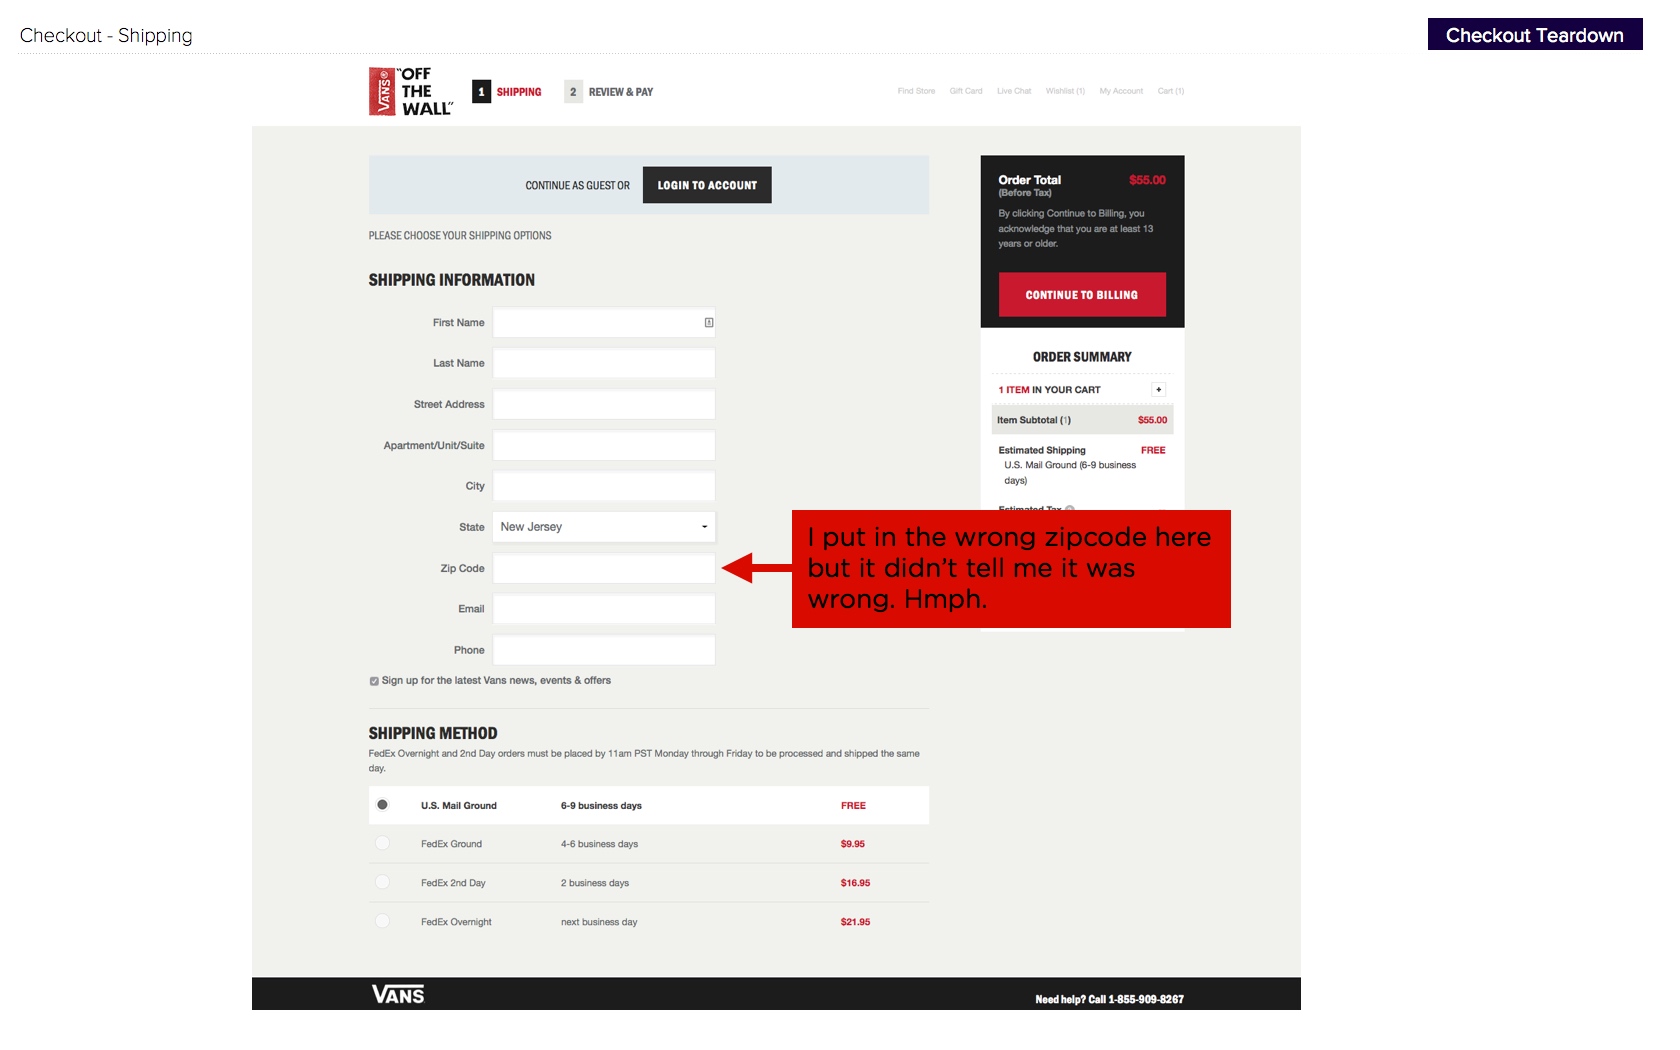 Checkout - Shipping
Checkout Teardown
VANS®
"OFF
THE
WALL"
1 SHIPPING 2 REVIEW & PAY
Find Store Gift Card Live Chat Wishlist (1) My Account Cart (1)
CONTINUE AS GUEST OR LOGIN TO ACCOUNT
PLEASE CHOOSE YOUR SHIPPING OPTIONS
SHIPPING INFORMATION
First Name
Last Name
Street Address
Apartment/Unit/Suite
City
State New Jersey
Zip Code
Email
Phone
Sign up for the latest Vans news, events & offers
Order Total $55.00
(Before Tax)
By clicking Continue to Billing, you
acknowledge that you are at least 13
years or older.
CONTINUE TO BILLING
ORDER SUMMARY
1 ITEM IN YOUR CART +
Item Subtotal (1) $55.00
Estimated Shipping FREE
U.S. Mail Ground (6-9 business
days)
Estimated Tax
I put in the wrong zipcode here
but it didn't tell me it was
wrong. Hmph.
SHIPPING METHOD
FedEx Overnight and 2nd Day orders must be placed by 11am PST Monday through Friday to be processed and shipped the same
day.
U.S. Mail Ground 6-9 business days FREE
FedEx Ground 4-6 business days $9.95
FedEx 2nd Day 2 business days $16.95
FedEx Overnight next business day $21.95
VANS
Need help? Call 1-855-909-8267